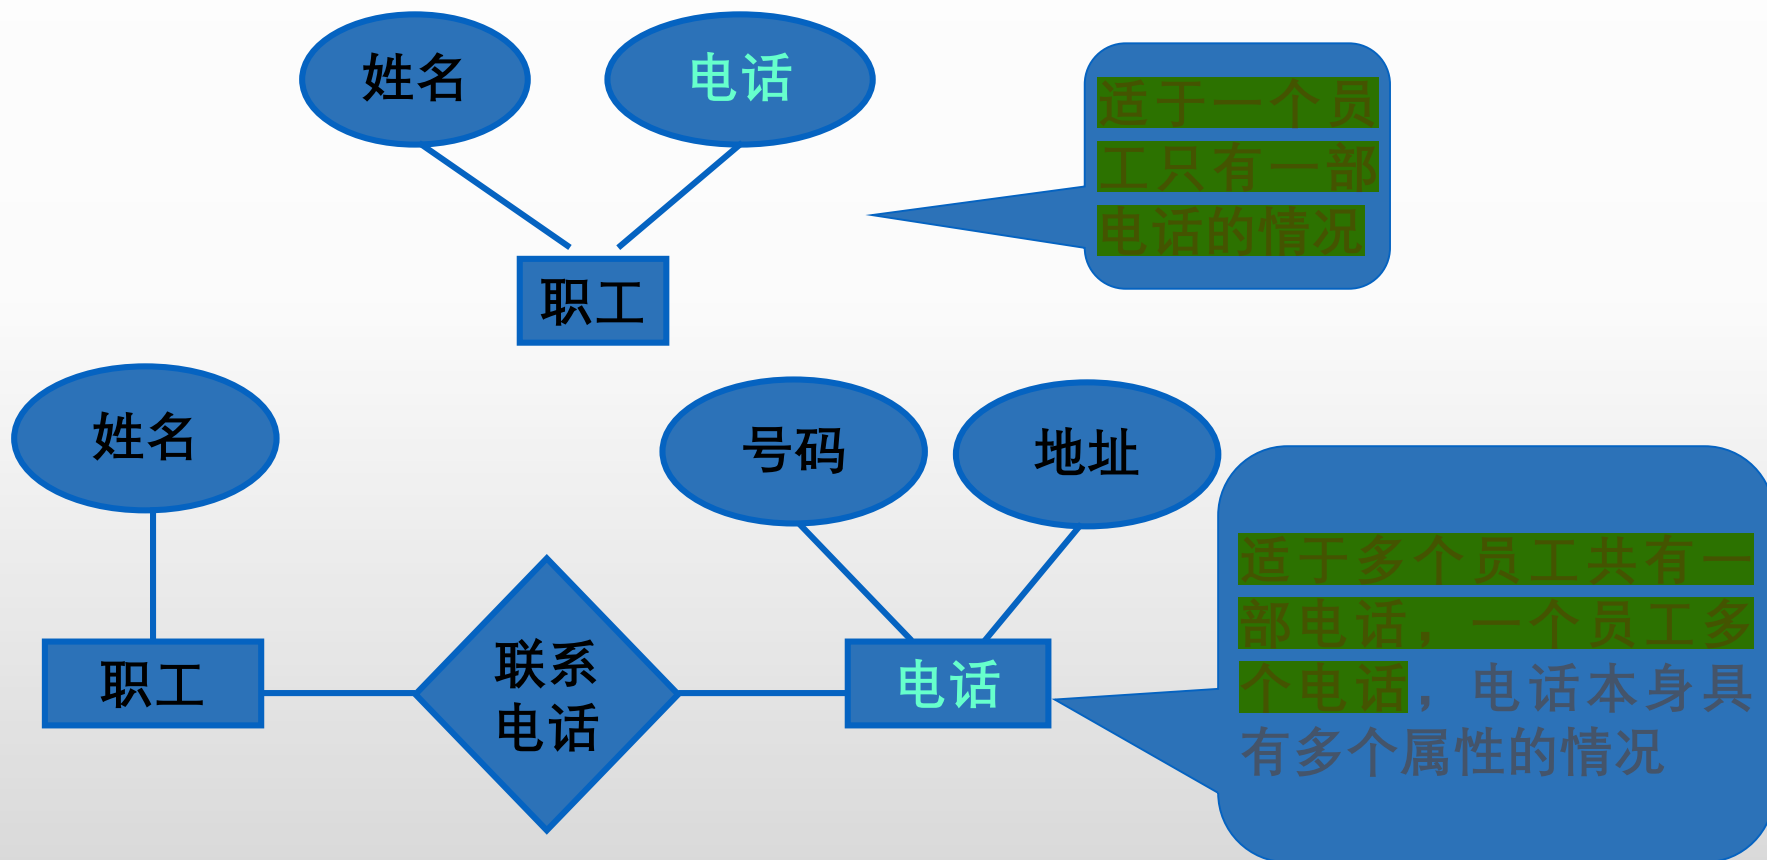 姓名
电话
适于一个员
工只有一部
电话的情况
职工
姓名
号码
地址
职工
联系
电话
电话
适于多个员工共有一
部电话，一个员工多
个电话，电话本身具
有多个属性的情况